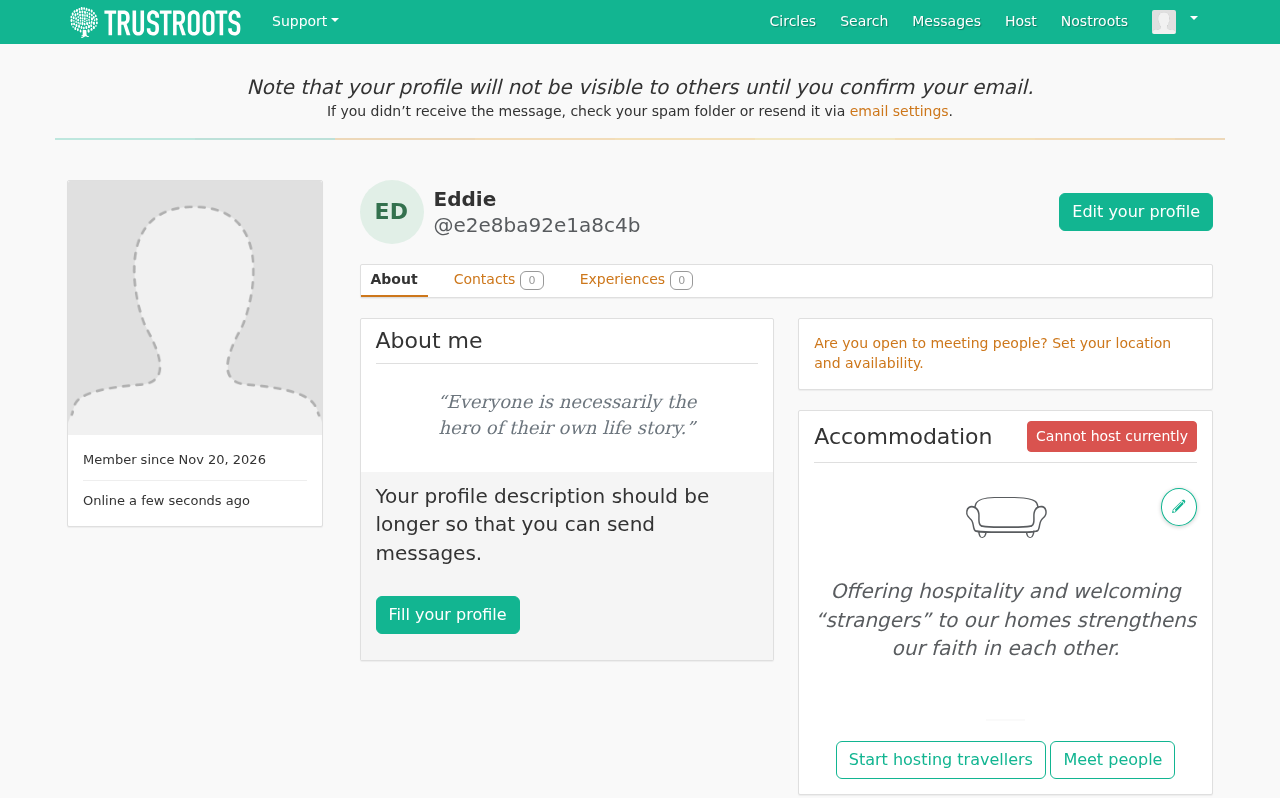 TRUSTROOTS
Support
Circles
Search
Messages
Host
Nostroots
Note that your profile will not be visible to others until you confirm your email.
If you didn’t receive the message, check your spam folder or resend it via email settings.
Member since Nov 20, 2026
Online a few seconds ago
ED
Eddie
@e2e8ba92e1a8c4b
Edit your profile
About
Contacts 0
Experiences 0
About me
“Everyone is necessarily the
hero of their own life story.”
Your profile description should be
longer so that you can send
messages.
Fill your profile
Are you open to meeting people? Set your location
and availability.
Accommodation
Cannot host currently
Offering hospitality and welcoming
“strangers” to our homes strengthens
our faith in each other.
Start hosting travellers
Meet people